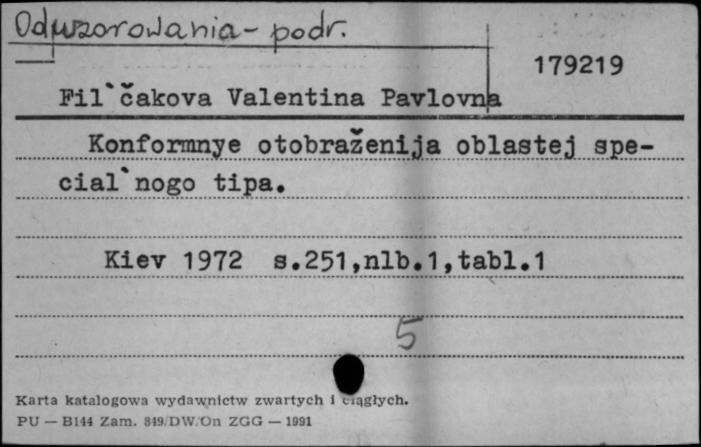 Odwzorowania - podr.
179219
Fil`čakova Valentina Pavlovna
Konformnye otobraženija oblastej spe-
cial`nogo tipa.
Kiev 1972 s.251,nlb.1,tabl.1
5
Karta katalogowa wydawnictw zwartych i ciągłych.
PU — B144 Zam. 849/DW/On ZGG — 1991